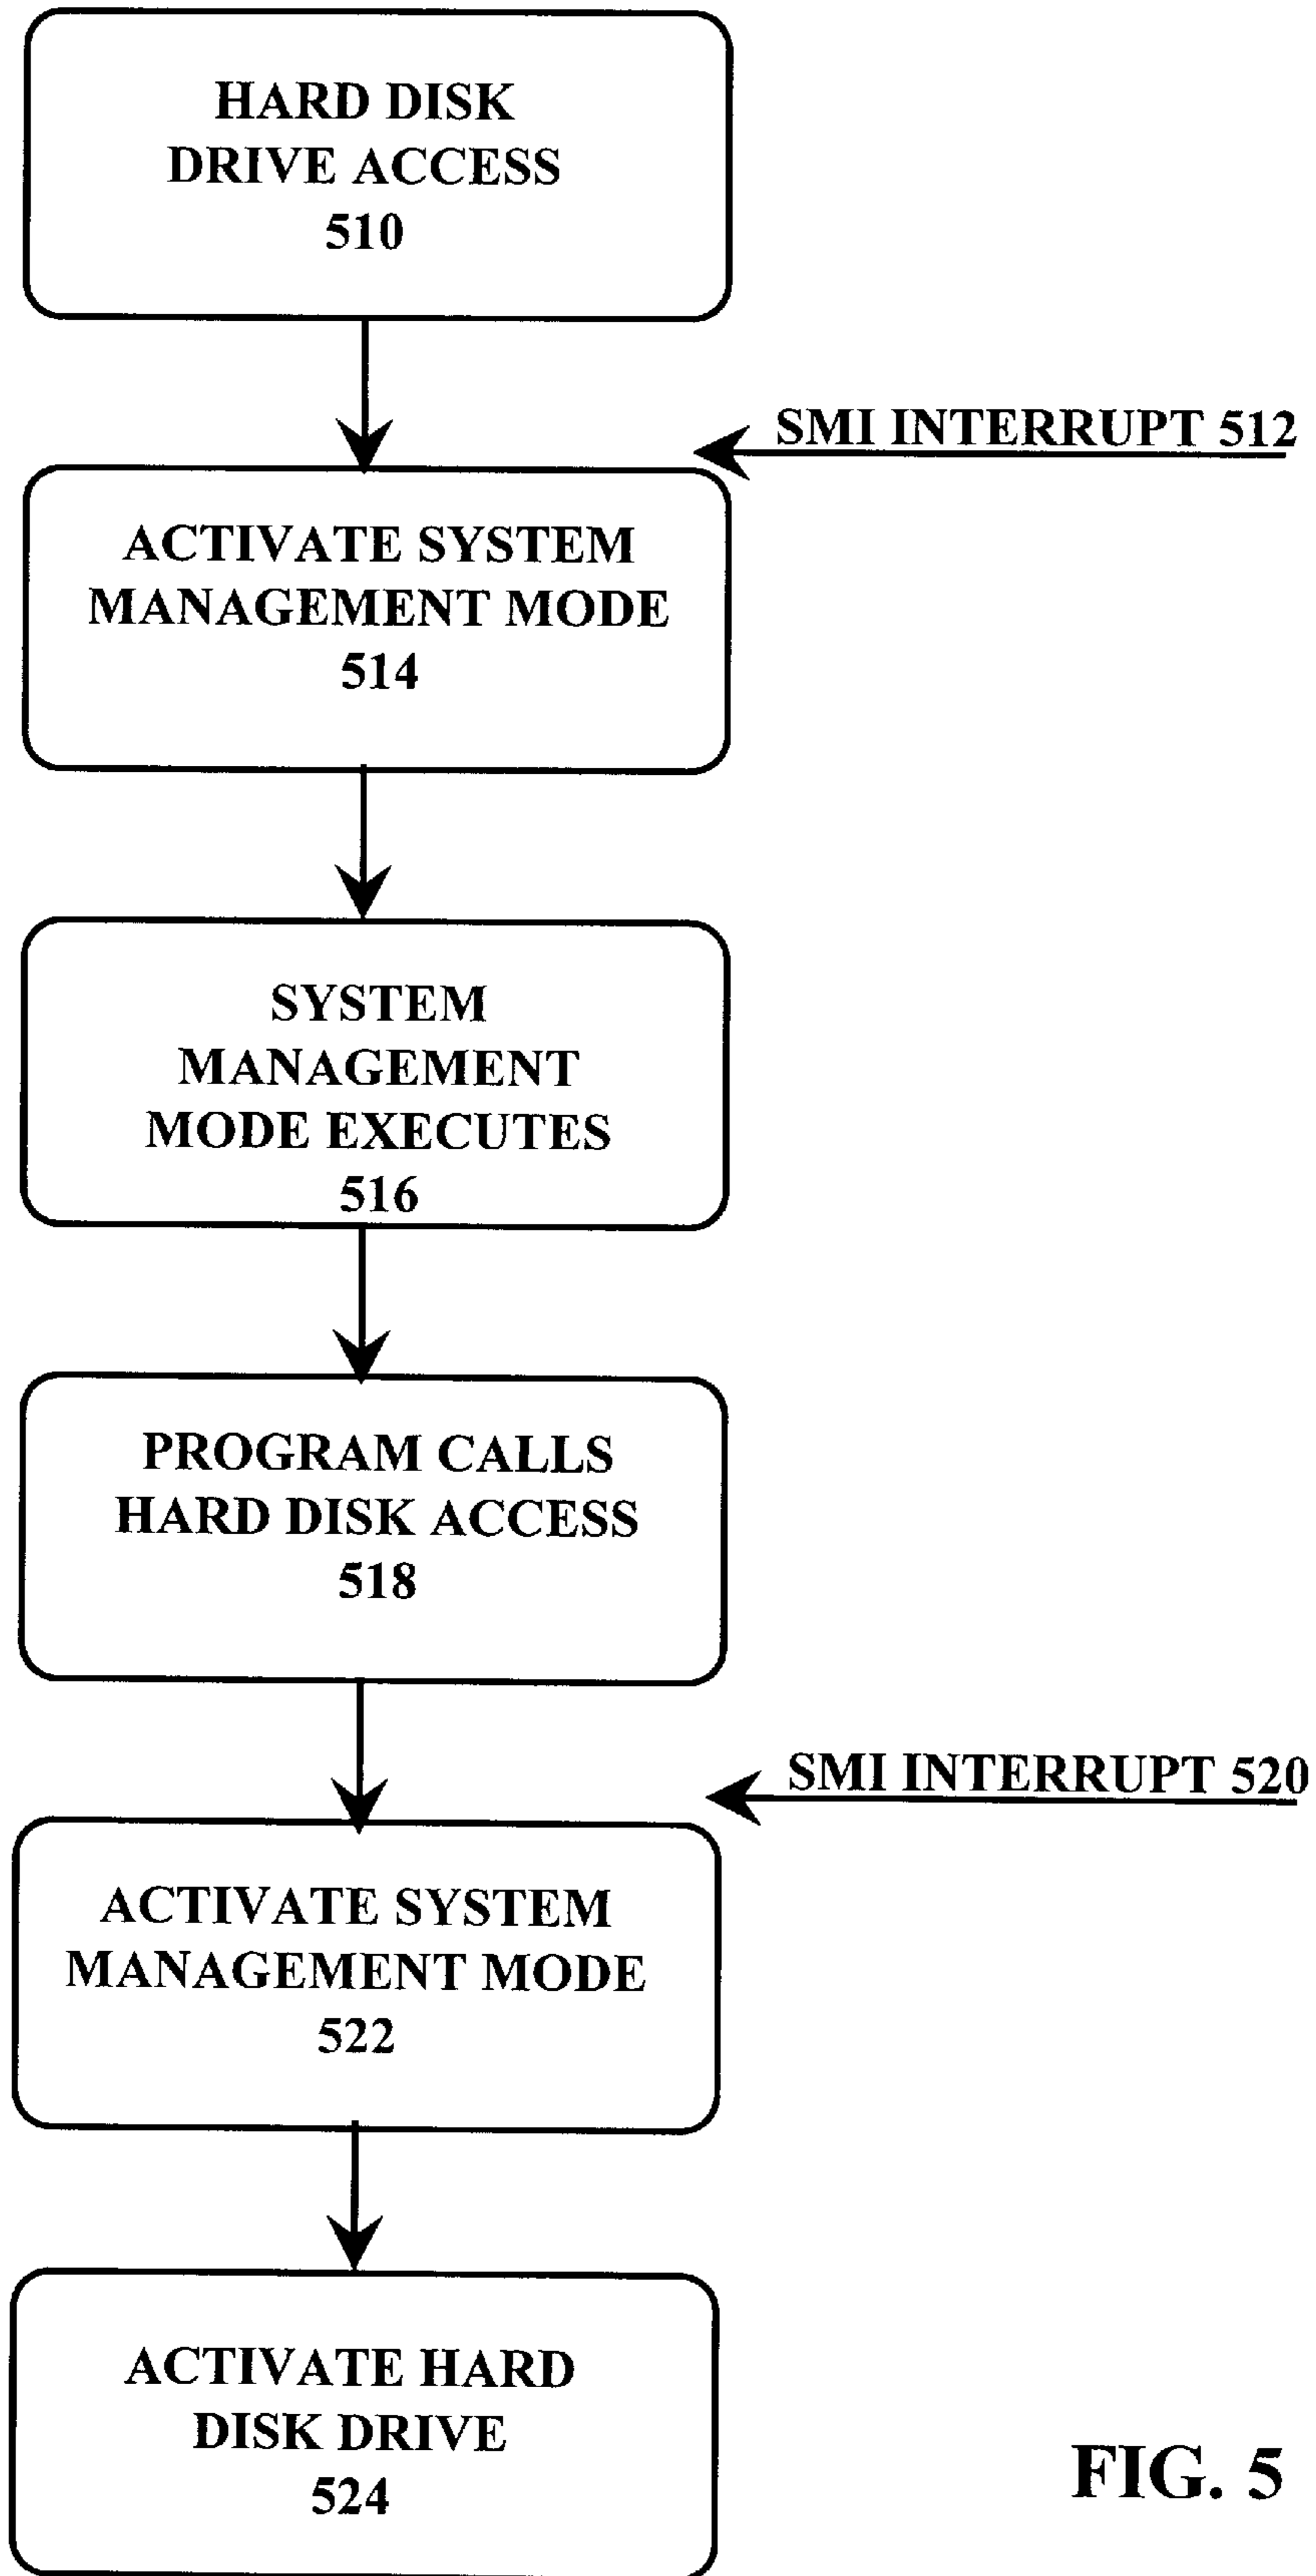 HARD DISK
DRIVE ACCESS
510
SMI INTERRUPT 512
ACTIVATE SYSTEM
MANAGEMENT MODE
514
SYSTEM
MANAGEMENT
MODE EXECUTES
516
PROGRAM CALLS
HARD DISK ACCESS
518
SMI INTERRUPT 520
ACTIVATE SYSTEM
MANAGEMENT MODE
522
ACTIVATE HARD
DISK DRIVE
524
FIG. 5